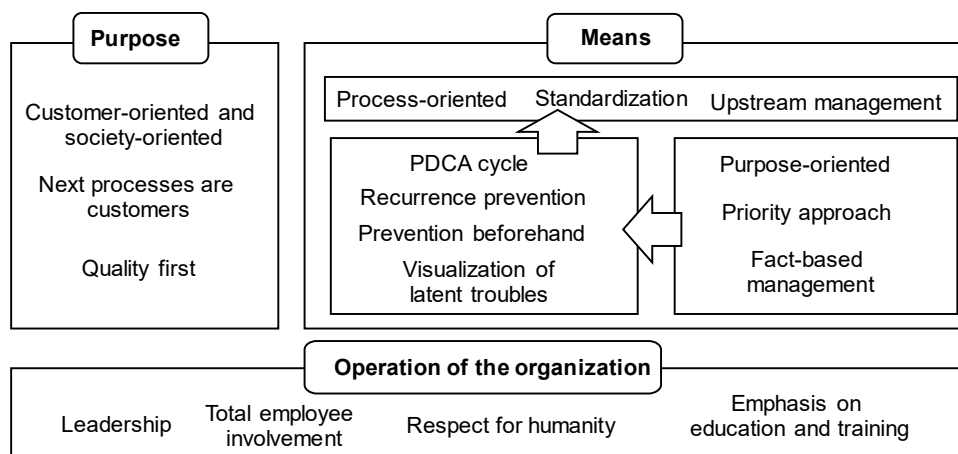 Purpose
Customer-oriented and
society-oriented
Next processes are
customers
Quality first
Means
Process-oriented Standardization Upstream management
PDCA cycle
Recurrence prevention
Prevention beforehand
Visualization of
latent troubles
Purpose-oriented
Priority approach
Fact-based
management
Operation of the organization
Leadership
Total employee
involvement
Respect for humanity
Emphasis on
education and training